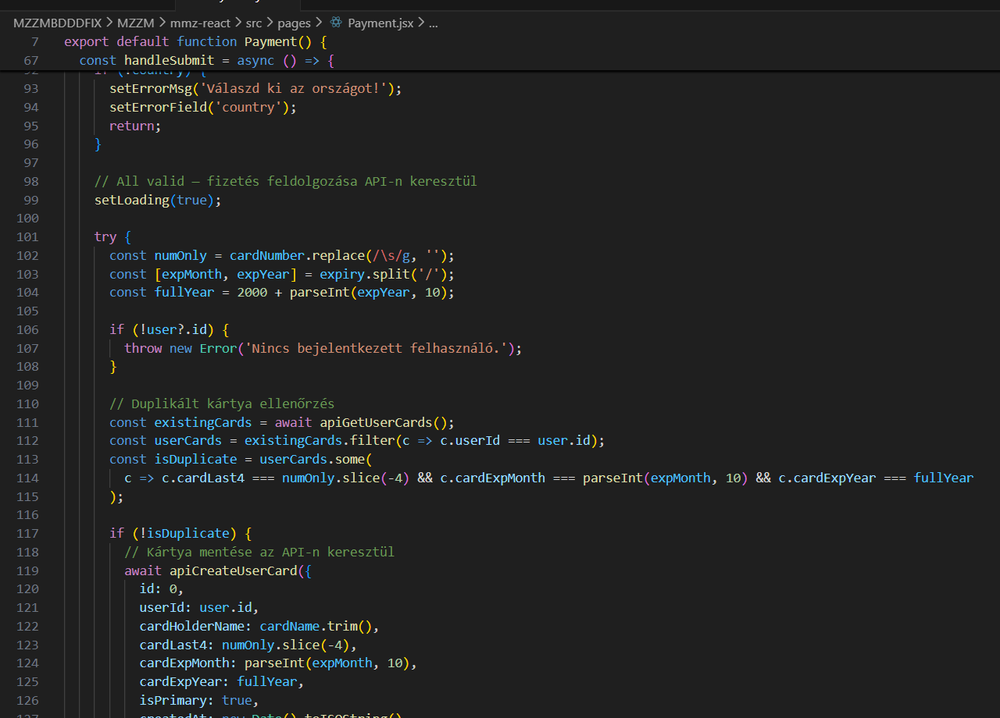 MZZMBDDDFIX > MZZM > mmz-react > src > pages > Payment.jsx > ...
7 export default function Payment() {
67 const handleSubmit = async () => {
92 if (!country) {
93 setErrorMsg('Válaszd ki az országot!');
94 setErrorField('country');
95 return;
96 }
97
98 // All valid — fizetés feldolgozása API-n keresztül
99 setLoading(true);
100
101 try {
102 const numOnly = cardNumber.replace(/\s/g, '');
103 const [expMonth, expYear] = expiry.split('/');
104 const fullYear = 2000 + parseInt(expYear, 10);
105
106 if (!user?.id) {
107 throw new Error('Nincs bejelentkezett felhasználó.');
108 }
109
110 // Duplikált kártya ellenőrzés
111 const existingCards = await apiGetUserCards();
112 const userCards = existingCards.filter(c => c.userId === user.id);
113 const isDuplicate = userCards.some(
114 c => c.cardLast4 === numOnly.slice(-4) && c.cardExpMonth === parseInt(expMonth, 10) && c.cardExpYear === fullYear
115 );
116
117 if (!isDuplicate) {
118 // Kártya mentése az API-n keresztül
119 await apiCreateUserCard({
120 id: 0,
121 userId: user.id,
122 cardHolderName: cardName.trim(),
123 cardLast4: numOnly.slice(-4),
124 cardExpMonth: parseInt(expMonth, 10),
125 cardExpYear: fullYear,
126 isPrimary: true,
127 createdAt: new Date().toISOString()